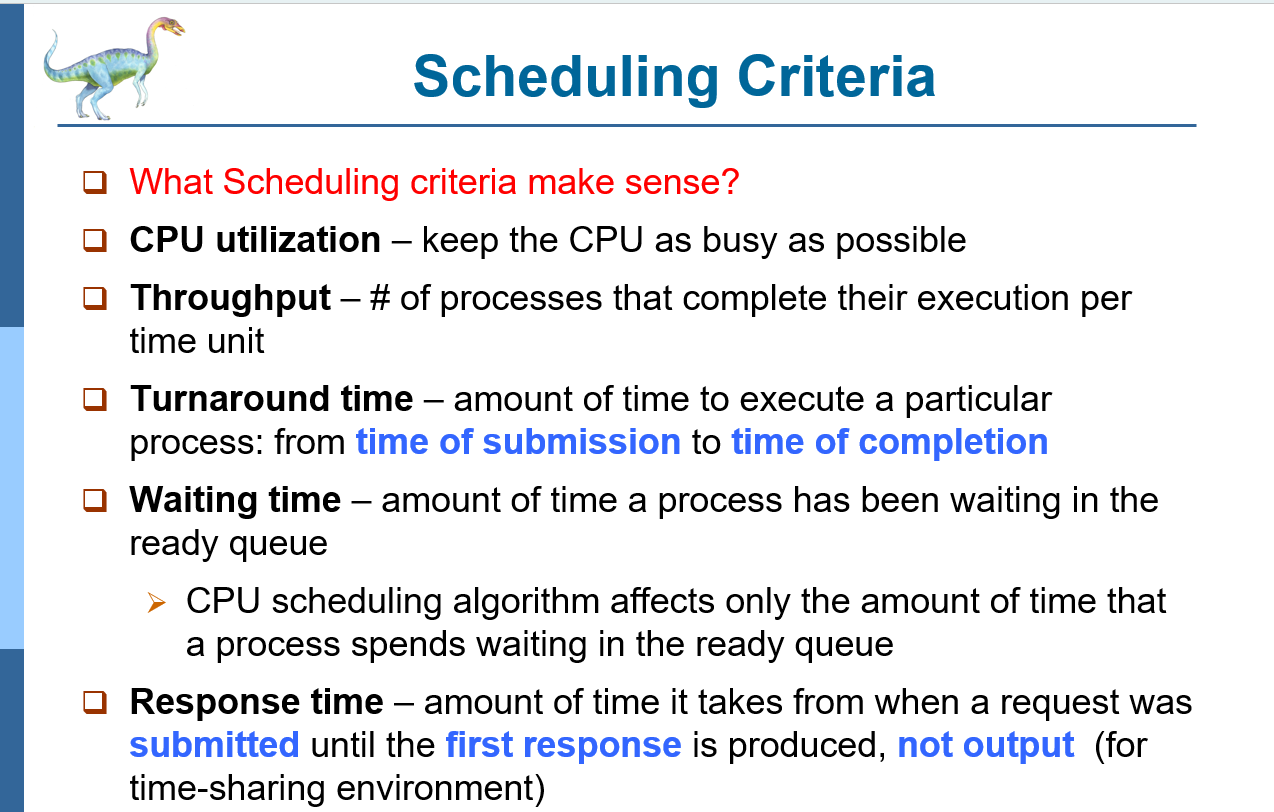 Scheduling Criteria
What Scheduling criteria make sense?
CPU utilization – keep the CPU as busy as possible
Throughput – # of processes that complete their execution per
time unit
Turnaround time – amount of time to execute a particular
process: from time of submission to time of completion
Waiting time – amount of time a process has been waiting in the
ready queue
CPU scheduling algorithm affects only the amount of time that
a process spends waiting in the ready queue
Response time – amount of time it takes from when a request was
submitted until the first response is produced, not output (for
time-sharing environment)